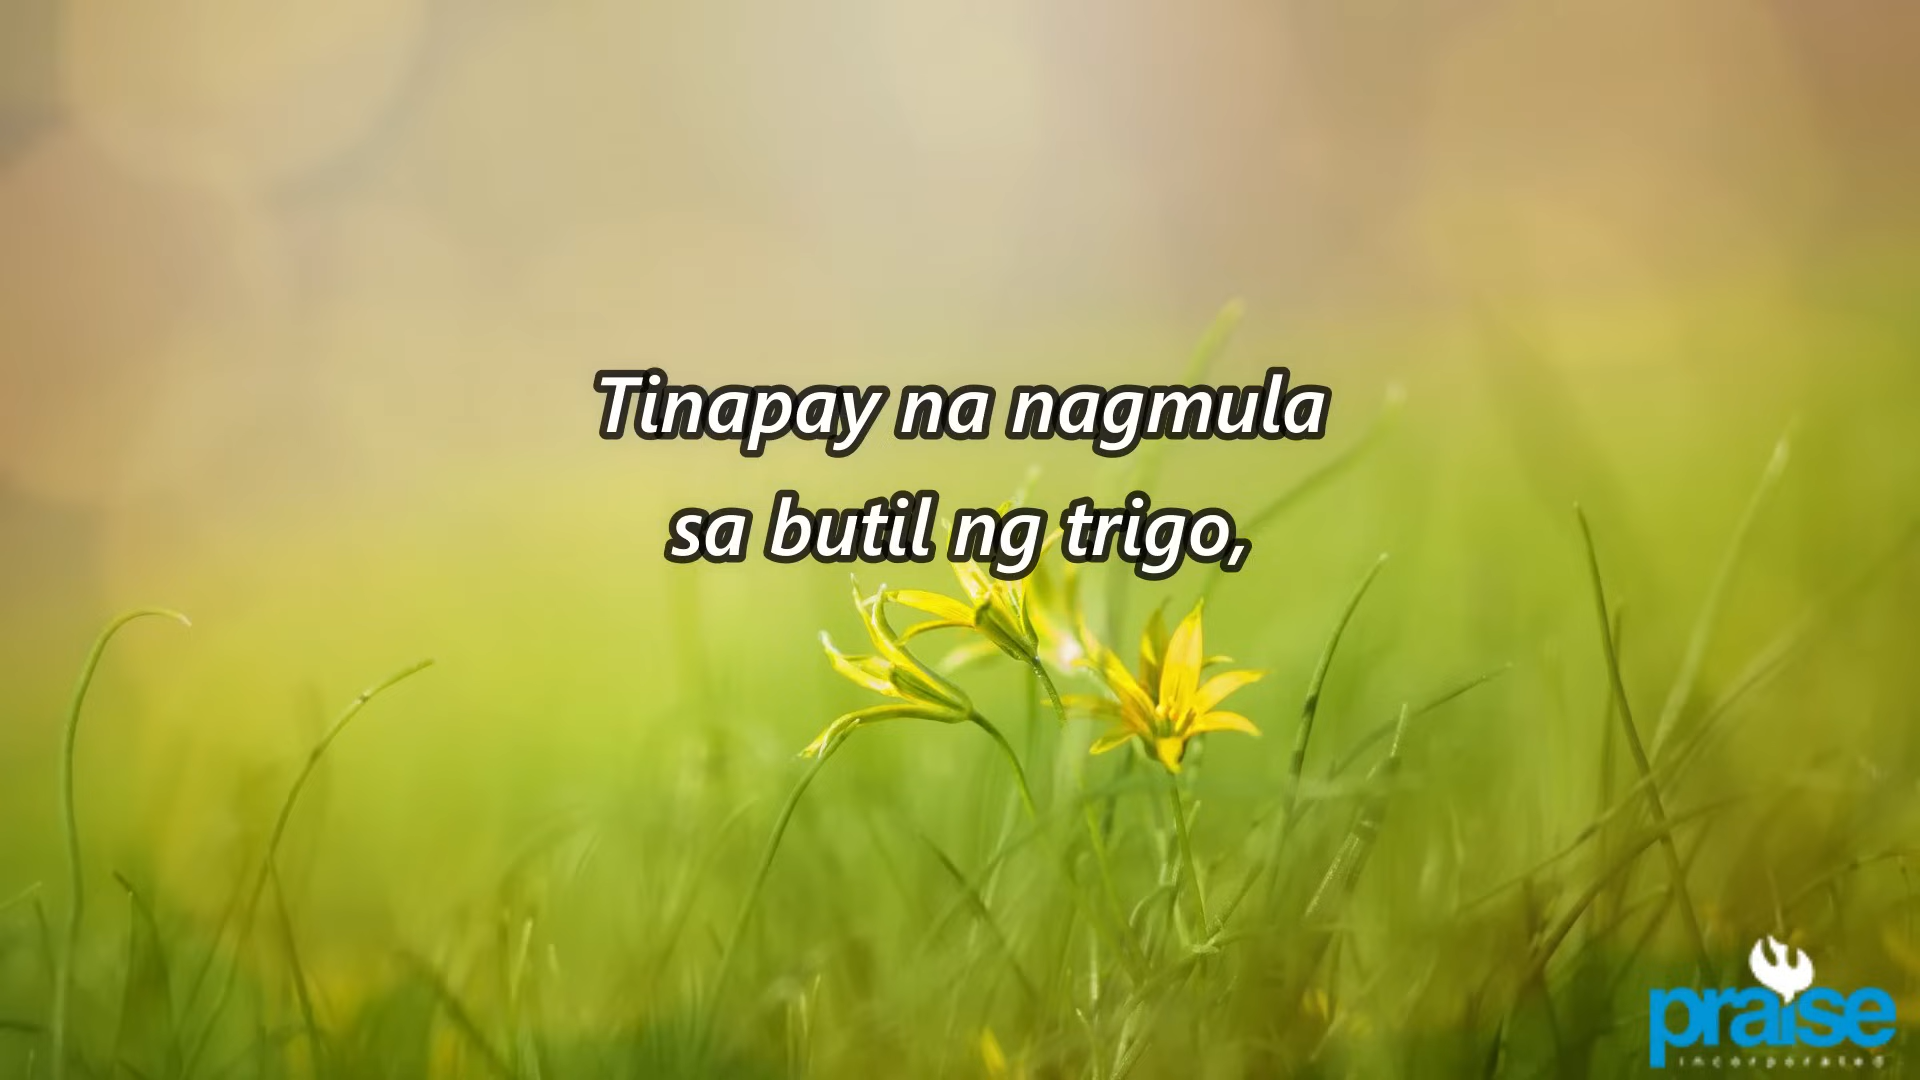 Tinapay na nagmula
sa butil ng trigo,
praise
incorporated